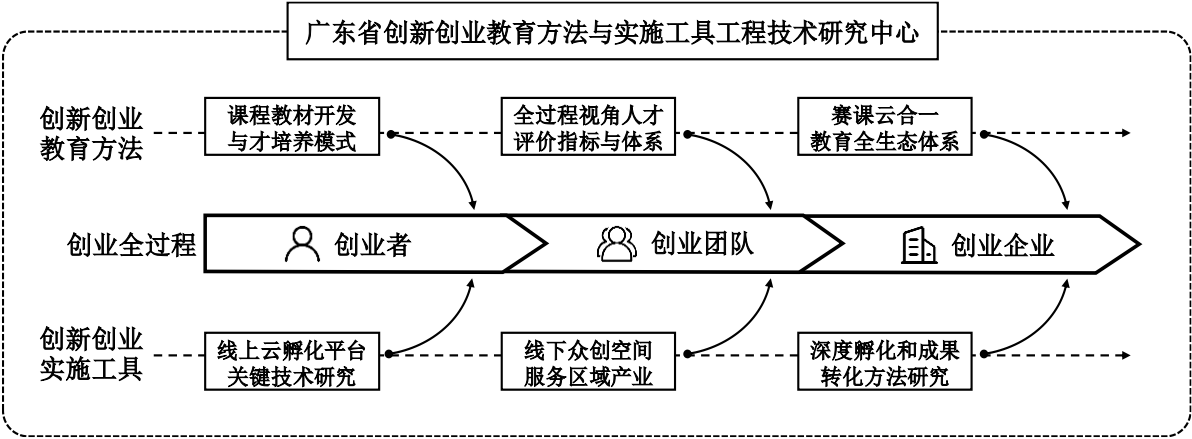 广东省创新创业教育方法与实施工具工程技术研究中心
创新创业
教育方法
课程教材开发
与才培养模式
全过程视角人才
评价指标与体系
赛课云合一
教育全生态体系
创业全过程
创业者
创业团队
创业企业
创新创业
实施工具
线上云孵化平台
关键技术研究
线下众创空间
服务区域产业
深度孵化和成果
转化方法研究